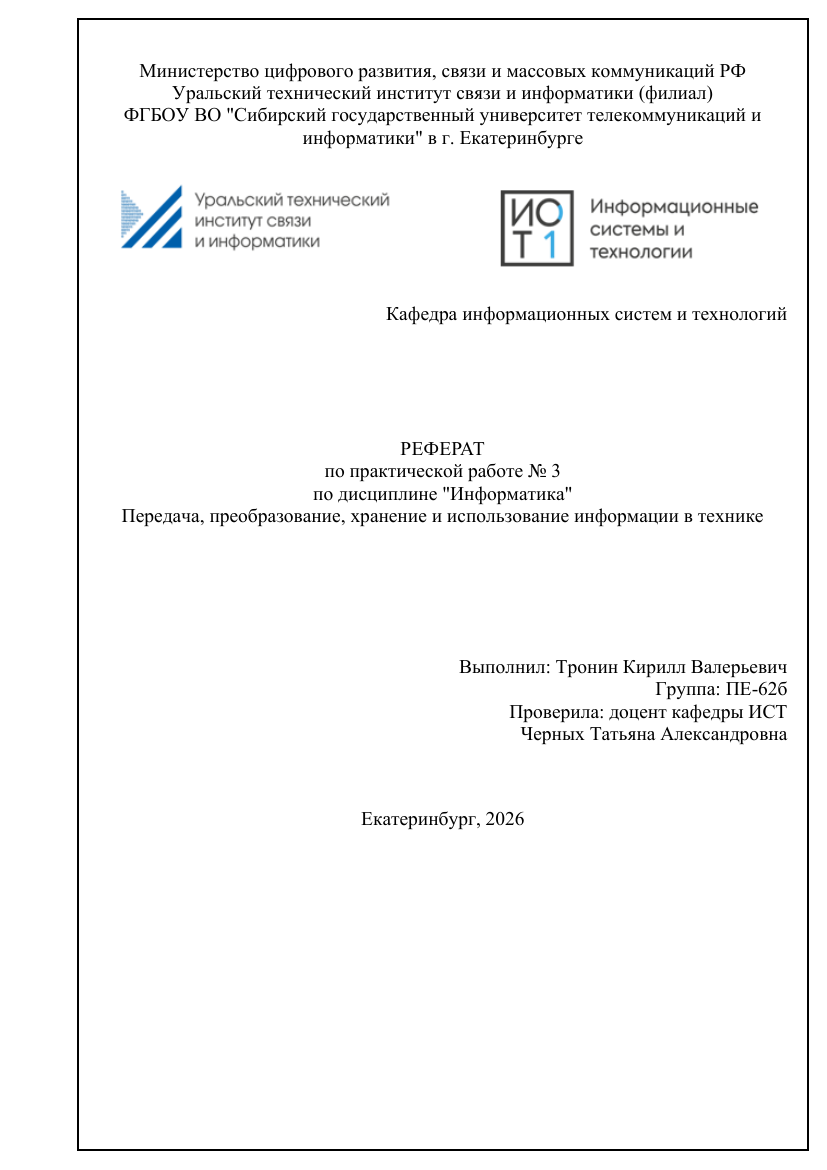 Министерство цифрового развития, связи и массовых коммуникаций РФ
Уральский технический институт связи и информатики (филиал)
ФГБОУ ВО "Сибирский государственный университет телекоммуникаций и
информатики" в г. Екатеринбурге
Уральский технический
институт связи
и информатики
ИО
Т1
Информационные
системы и
технологии
Кафедра информационных систем и технологий
РЕФЕРАТ
по практической работе № 3
по дисциплине "Информатика"
Передача, преобразование, хранение и использование информации в технике
Выполнил: Тронин Кирилл Валерьевич
Группа: ПЕ-62б
Проверила: доцент кафедры ИСТ
Черных Татьяна Александровна
Екатеринбург, 2026